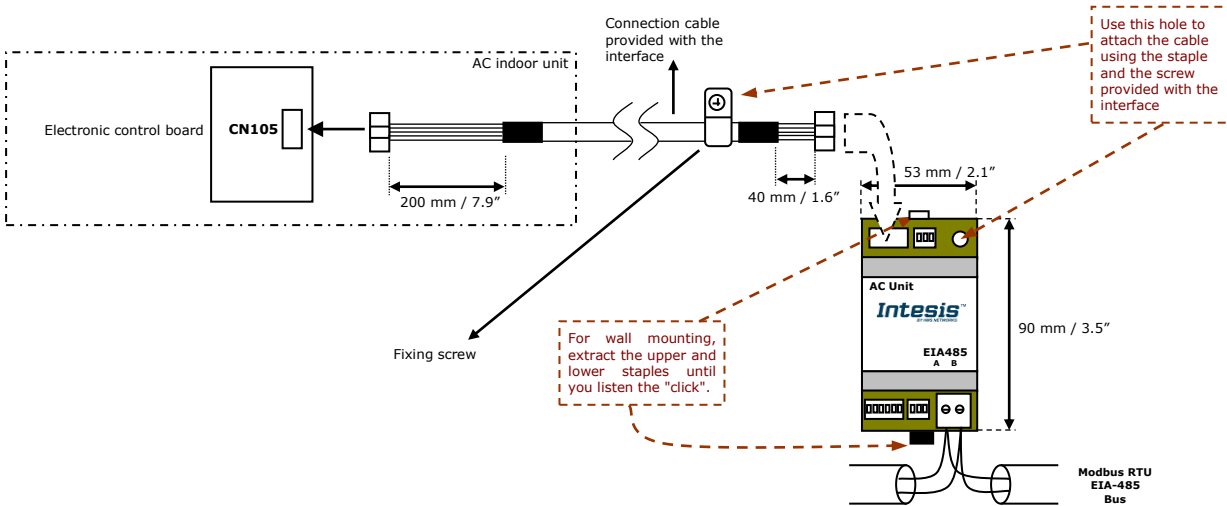 Connection cable
provided with the
interface
Use this hole to
attach the cable
using the staple
and the screw
provided with the
interface
AC indoor unit
Electronic control board
CN105
200 mm / 7.9”
40 mm / 1.6”
53 mm / 2.1”
AC Unit
Intesis™
BY HMS NETWORKS
EIA485
A B
90 mm / 3.5”
Fixing screw
For wall mounting,
extract the upper and
lower staples until
you listen the "click".
Modbus RTU
EIA-485
Bus